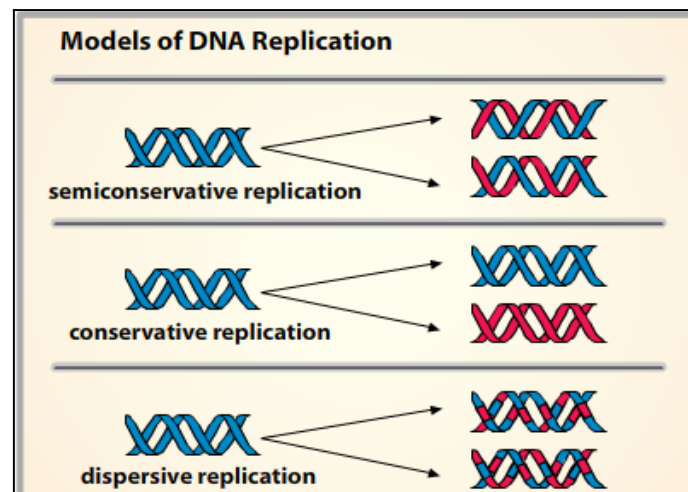 Models of DNA Replication
semiconservative replication
conservative replication
dispersive replication